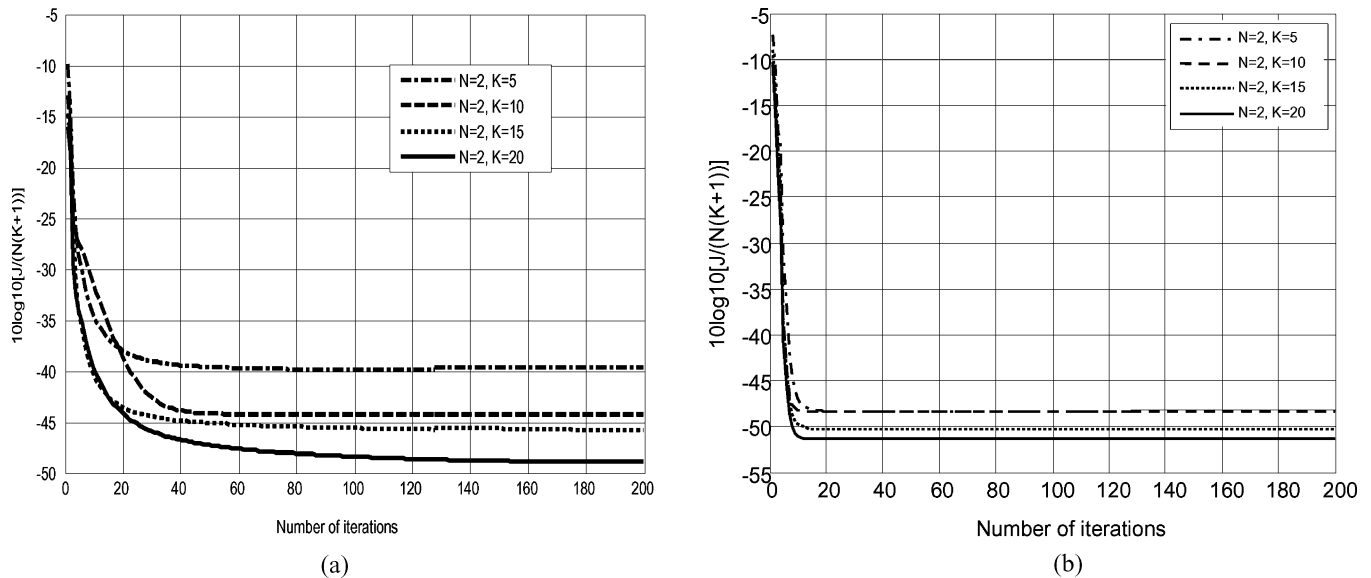 -5
-10
-15
-20
-25
-30
-35
-40
-45
-50
10log10[J/(N(K+1))]
N=2, K=5
N=2, K=10
N=2, K=15
N=2, K=20
0 20 40 60 80 100 120 140 160 180 200
Number of iterations
(a)
-5
-10
-15
-20
-25
-30
-35
-40
-45
-50
-55
10log10[J/(N(K+1))]
N=2, K=5
N=2, K=10
N=2, K=15
N=2, K=20
0 20 40 60 80 100 120 140 160 180 200
Number of iterations
(b)